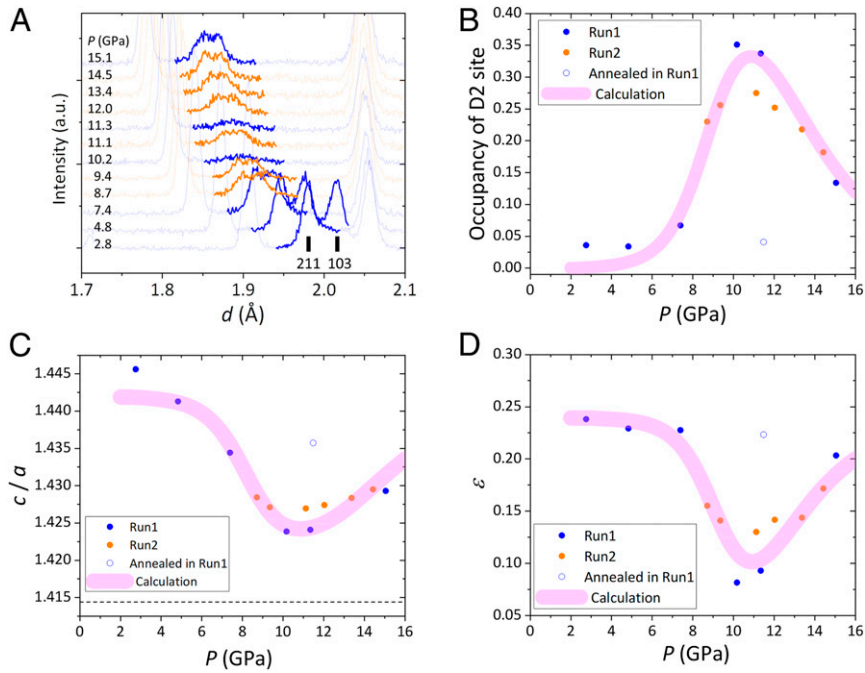 A
P (GPa)
15.1
14.5
13.4
12.0
11.3
11.1
10.2
9.4
8.7
7.4
4.8
2.8
Intensity (a.u.)
211 103
1.7 1.8 1.9 2.0 2.1
d (Å)
B
Occupancy of D2 site
0.40
0.35
0.30
0.25
0.20
0.15
0.10
0.05
0.00
Run1
Run2
Annealed in Run1
Calculation
0 2 4 6 8 10 12 14 16
P (GPa)
C
c / a
1.445
1.440
1.435
1.430
1.425
1.420
1.415
Run1
Run2
Annealed in Run1
Calculation
0 2 4 6 8 10 12 14 16
P (GPa)
D
ε
0.30
0.25
0.20
0.15
0.10
0.05
Run1
Run2
Annealed in Run1
Calculation
0 2 4 6 8 10 12 14 16
P (GPa)